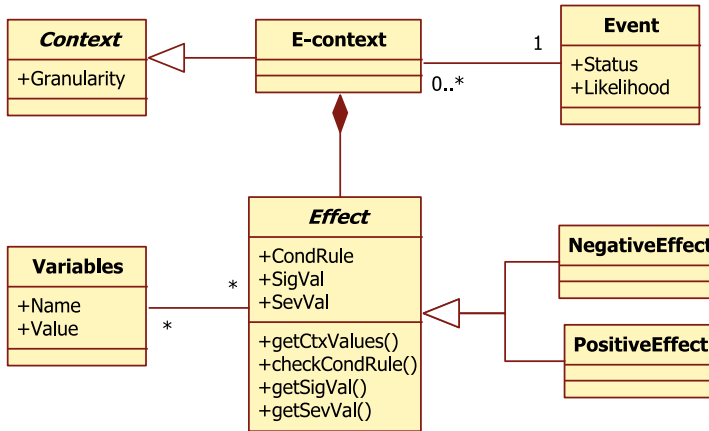 Context
+Granularity
E-context
1
0..*
Event
+Status
+Likelihood
Variables
+Name
+Value
*
*
Effect
+CondRule
+SigVal
+SevVal
+getCtxValues()
+checkCondRule()
+getSigVal()
+getSevVal()
NegativeEffect
PositiveEffect